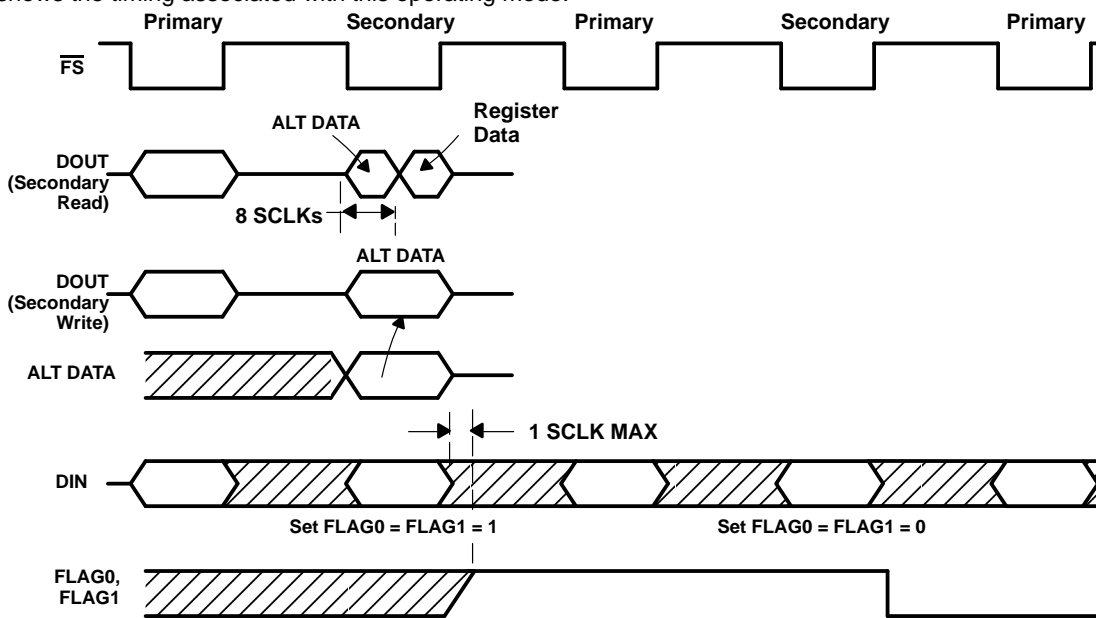 shows the timing associated with this operating mode.
Primary Secondary Primary Secondary Primary
FS
ALT DATA
Register
Data
DOUT
(Secondary
Read)
8 SCLKs
ALT DATA
DOUT
(Secondary
Write)
ALT DATA
1 SCLK MAX
DIN
Set FLAG0 = FLAG1 = 1
Set FLAG0 = FLAG1 = 0
FLAG0,
FLAG1